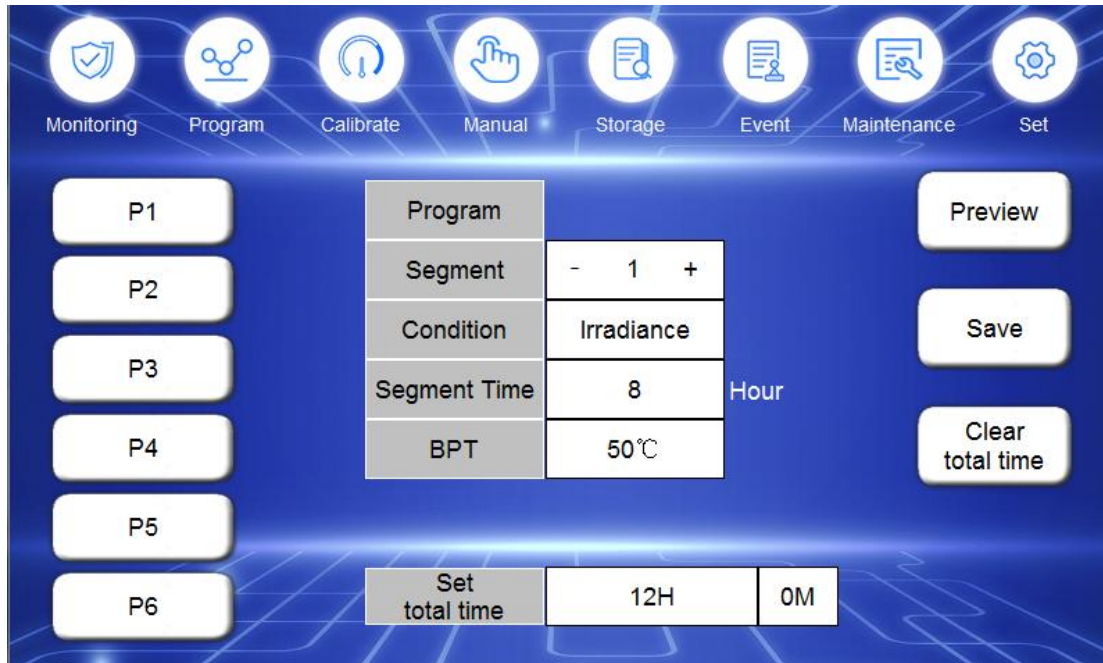 Monitoring Program Calibrate Manual Storage Event Maintenance Set
P1
P2
P3
P4
P5
P6
Program
Segment - 1 +
Condition Irradiance
Segment Time 8 Hour
BPT 50℃
Set
total time 12H 0M
Preview
Save
Clear
total time